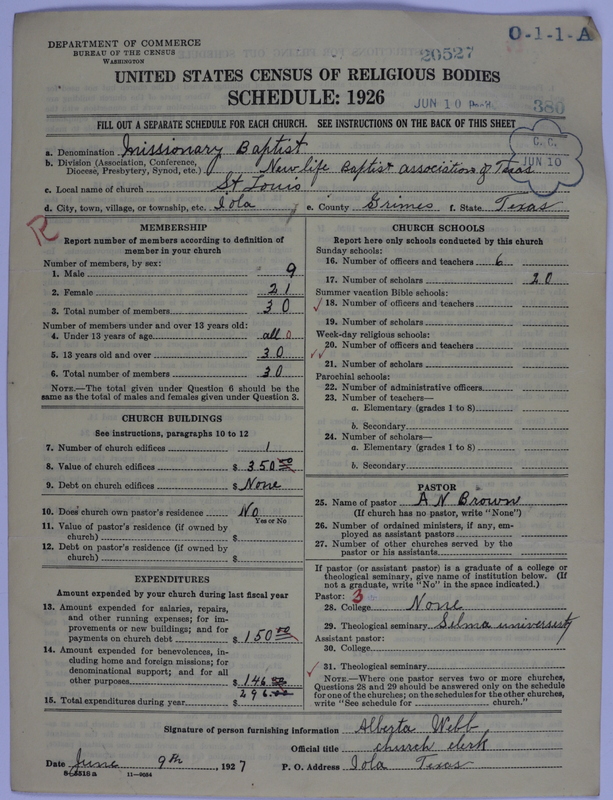 DEPARTMENT OF COMMERCE
BUREAU OF THE CENSUS
WASHINGTON
O-1-1-A
20527
UNITED STATES CENSUS OF RELIGIOUS BODIES
SCHEDULE: 1926
JUN 10
380
FILL OUT A SEPARATE SCHEDULE FOR EACH CHURCH. SEE INSTRUCTIONS ON THE BACK OF THIS SHEET
C. C.
JUN 10
a. Denomination Missionary Baptist
b. Division (Association, Conference, Diocese, Presbytery, Synod, etc.) New life Baptist association of Texas
c. Local name of church St Louis
d. City, town, village, or township, etc. Iola e. County Grimes f. State Texas
R
MEMBERSHIP
Report number of members according to definition of
member in your church
Number of members, by sex:
1. Male 9
2. Female 21
3. Total number of members 30
Number of members under and over 13 years old:
4. Under 13 years of age all 0
5. 13 years old and over 30
6. Total number of members 30
NOTE.—The total given under Question 6 should be
same as the total of males and females given under Question 3.
CHURCH BUILDINGS
See instructions, paragraphs 10 to 12
7. Number of church edifices 1
8. Value of church edifices $ 350.00
9. Debt on church edifices $ None
10. Does church own pastor's residence No
Yes or No
11. Value of pastor's residence (if owned by
church) $
12. Debt on pastor's residence (if owned by
church) $
EXPENDITURES
Amount expended by your church during last fiscal year
13. Amount expended for salaries, repairs,
and other running expenses; for im-
provements or new buildings; and for
payments on church debt $ 150.00
14. Amount expended for benevolences, in-
cluding home and foreign missions; for
denominational support; and for all
other purposes $ 146.00
15. Total expenditures during year $ 296.00
CHURCH SCHOOLS
Report here only schools conducted by this church
Sunday schools:
16. Number of officers and teachers 6
17. Number of scholars 20
Summer vacation Bible schools:
18. Number of officers and teachers
19. Number of scholars
Week-day religious schools:
20. Number of officers and teachers
21. Number of scholars
Parochial schools:
22. Number of administrative officers
23. Number of teachers—
a. Elementary (grades 1 to 8)
b. Secondary
24. Number of scholars—
a. Elementary (grades 1 to 8)
b. Secondary
PASTOR
25. Name of pastor A N Brown
(If church has no pastor, write "None")
26. Number of ordained ministers, if any, em-
ployed as assistant pastors
27. Number of other churches served by the
pastor or his assistants
If pastor (or assistant pastor) is a graduate of a college or
theological seminary, give name of institution below. (If
not a graduate, write "No" in the space indicated.)
Pastor: 3
28. College None
29. Theological seminary Selma university
Assistant pastor:
30. College
31. Theological seminary
NOTE.—Where one pastor serves two or more churches,
Questions 28 and 29 should be answered only on the schedule
for one of the churches; on the schedules for the other churches,
write "See schedule for church."
Signature of person furnishing information Alberta Webb
Official title church clerk
Date June 9th, 1927 P. O. Address Iola Texas
11—9684